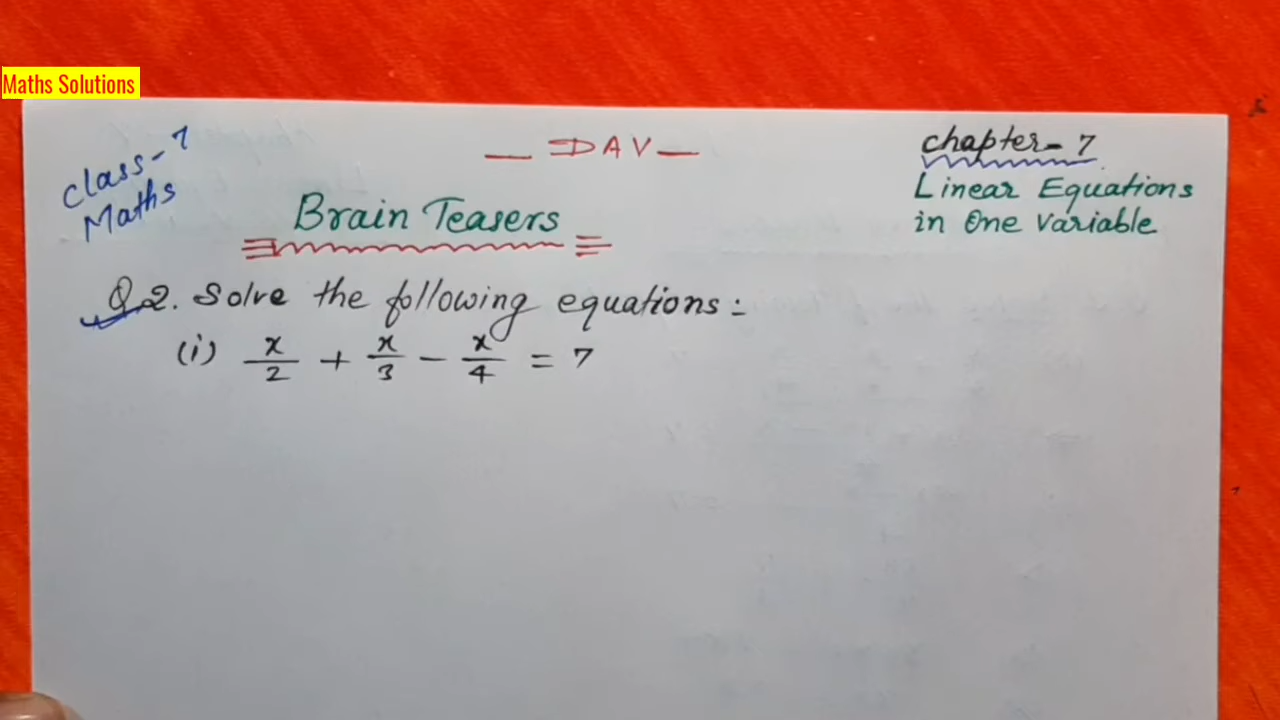 Maths Solutions
Class-7
Maths
— DAV —
Chapter-7
Linear Equations
in One Variable
Brain Teasers
Q2. Solve the following equations:
(i) x/2 + x/3 - x/4 = 7